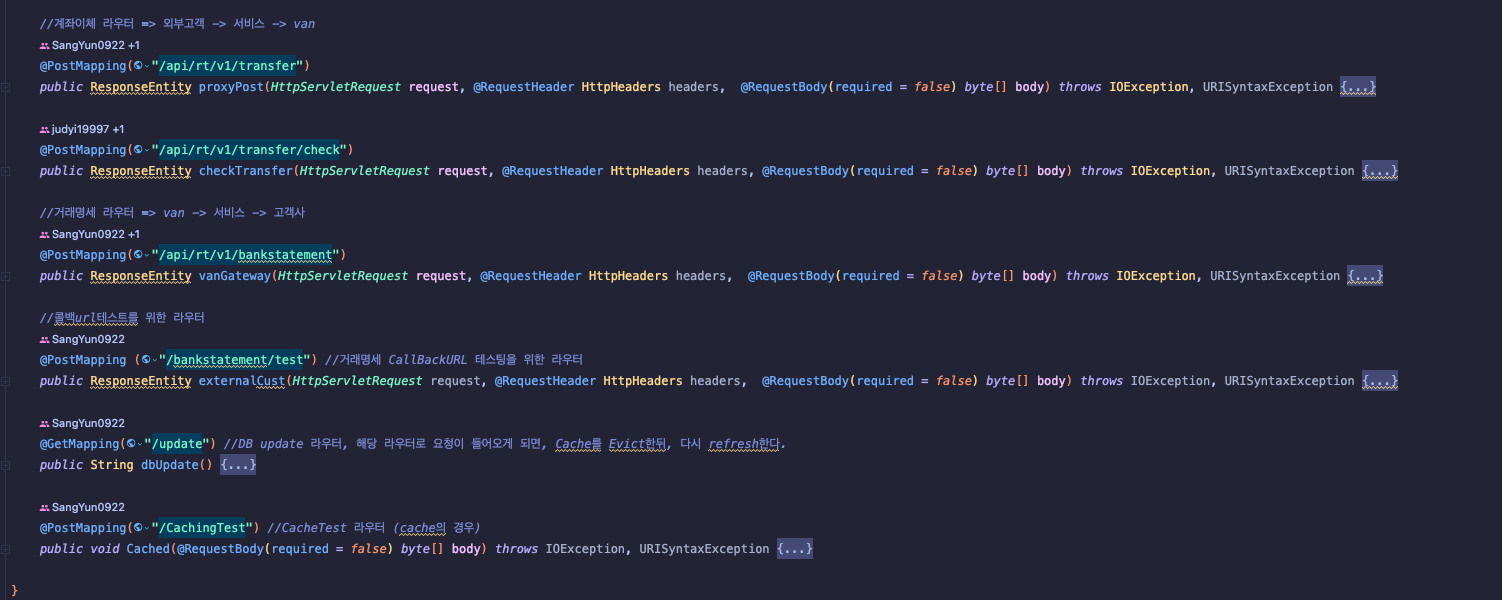 //계좌이체 라우터 => 외부고객 -> 서비스 -> van
SangYun0922 +1
@PostMapping("/api/rt/v1/transfer")
public ResponseEntity proxyPost(HttpServletRequest request, @RequestHeader HttpHeaders headers,  @RequestBody(required = false) byte[] body) throws IOException, URISyntaxException {...}
judyi19997 +1
@PostMapping("/api/rt/v1/transfer/check")
public ResponseEntity checkTransfer(HttpServletRequest request, @RequestHeader HttpHeaders headers, @RequestBody(required = false) byte[] body) throws IOException, URISyntaxException {...}
//거래명세 라우터 => van -> 서비스 -> 고객사
SangYun0922 +1
@PostMapping("/api/rt/v1/bankstatement")
public ResponseEntity vanGateway(HttpServletRequest request, @RequestHeader HttpHeaders headers,  @RequestBody(required = false) byte[] body) throws IOException, URISyntaxException {...}
//콜백url테스트를 위한 라우터
SangYun0922
@PostMapping ("/bankstatement/test") //거래명세 CallBackURL 테스팅을 위한 라우터
public ResponseEntity externalCust(HttpServletRequest request, @RequestHeader HttpHeaders headers,  @RequestBody(required = false) byte[] body) throws IOException, URISyntaxException {...}
SangYun0922
@GetMapping("/update") //DB update 라우터, 해당 라우터로 요청이 들어오게 되면, Cache를 Evict한뒤, 다시 refresh한다.
public String dbUpdate() {...}
SangYun0922
@PostMapping("/CachingTest") //CacheTest 라우터 (cache의 경우)
public void Cached(@RequestBody(required = false) byte[] body) throws IOException, URISyntaxException {...}
}